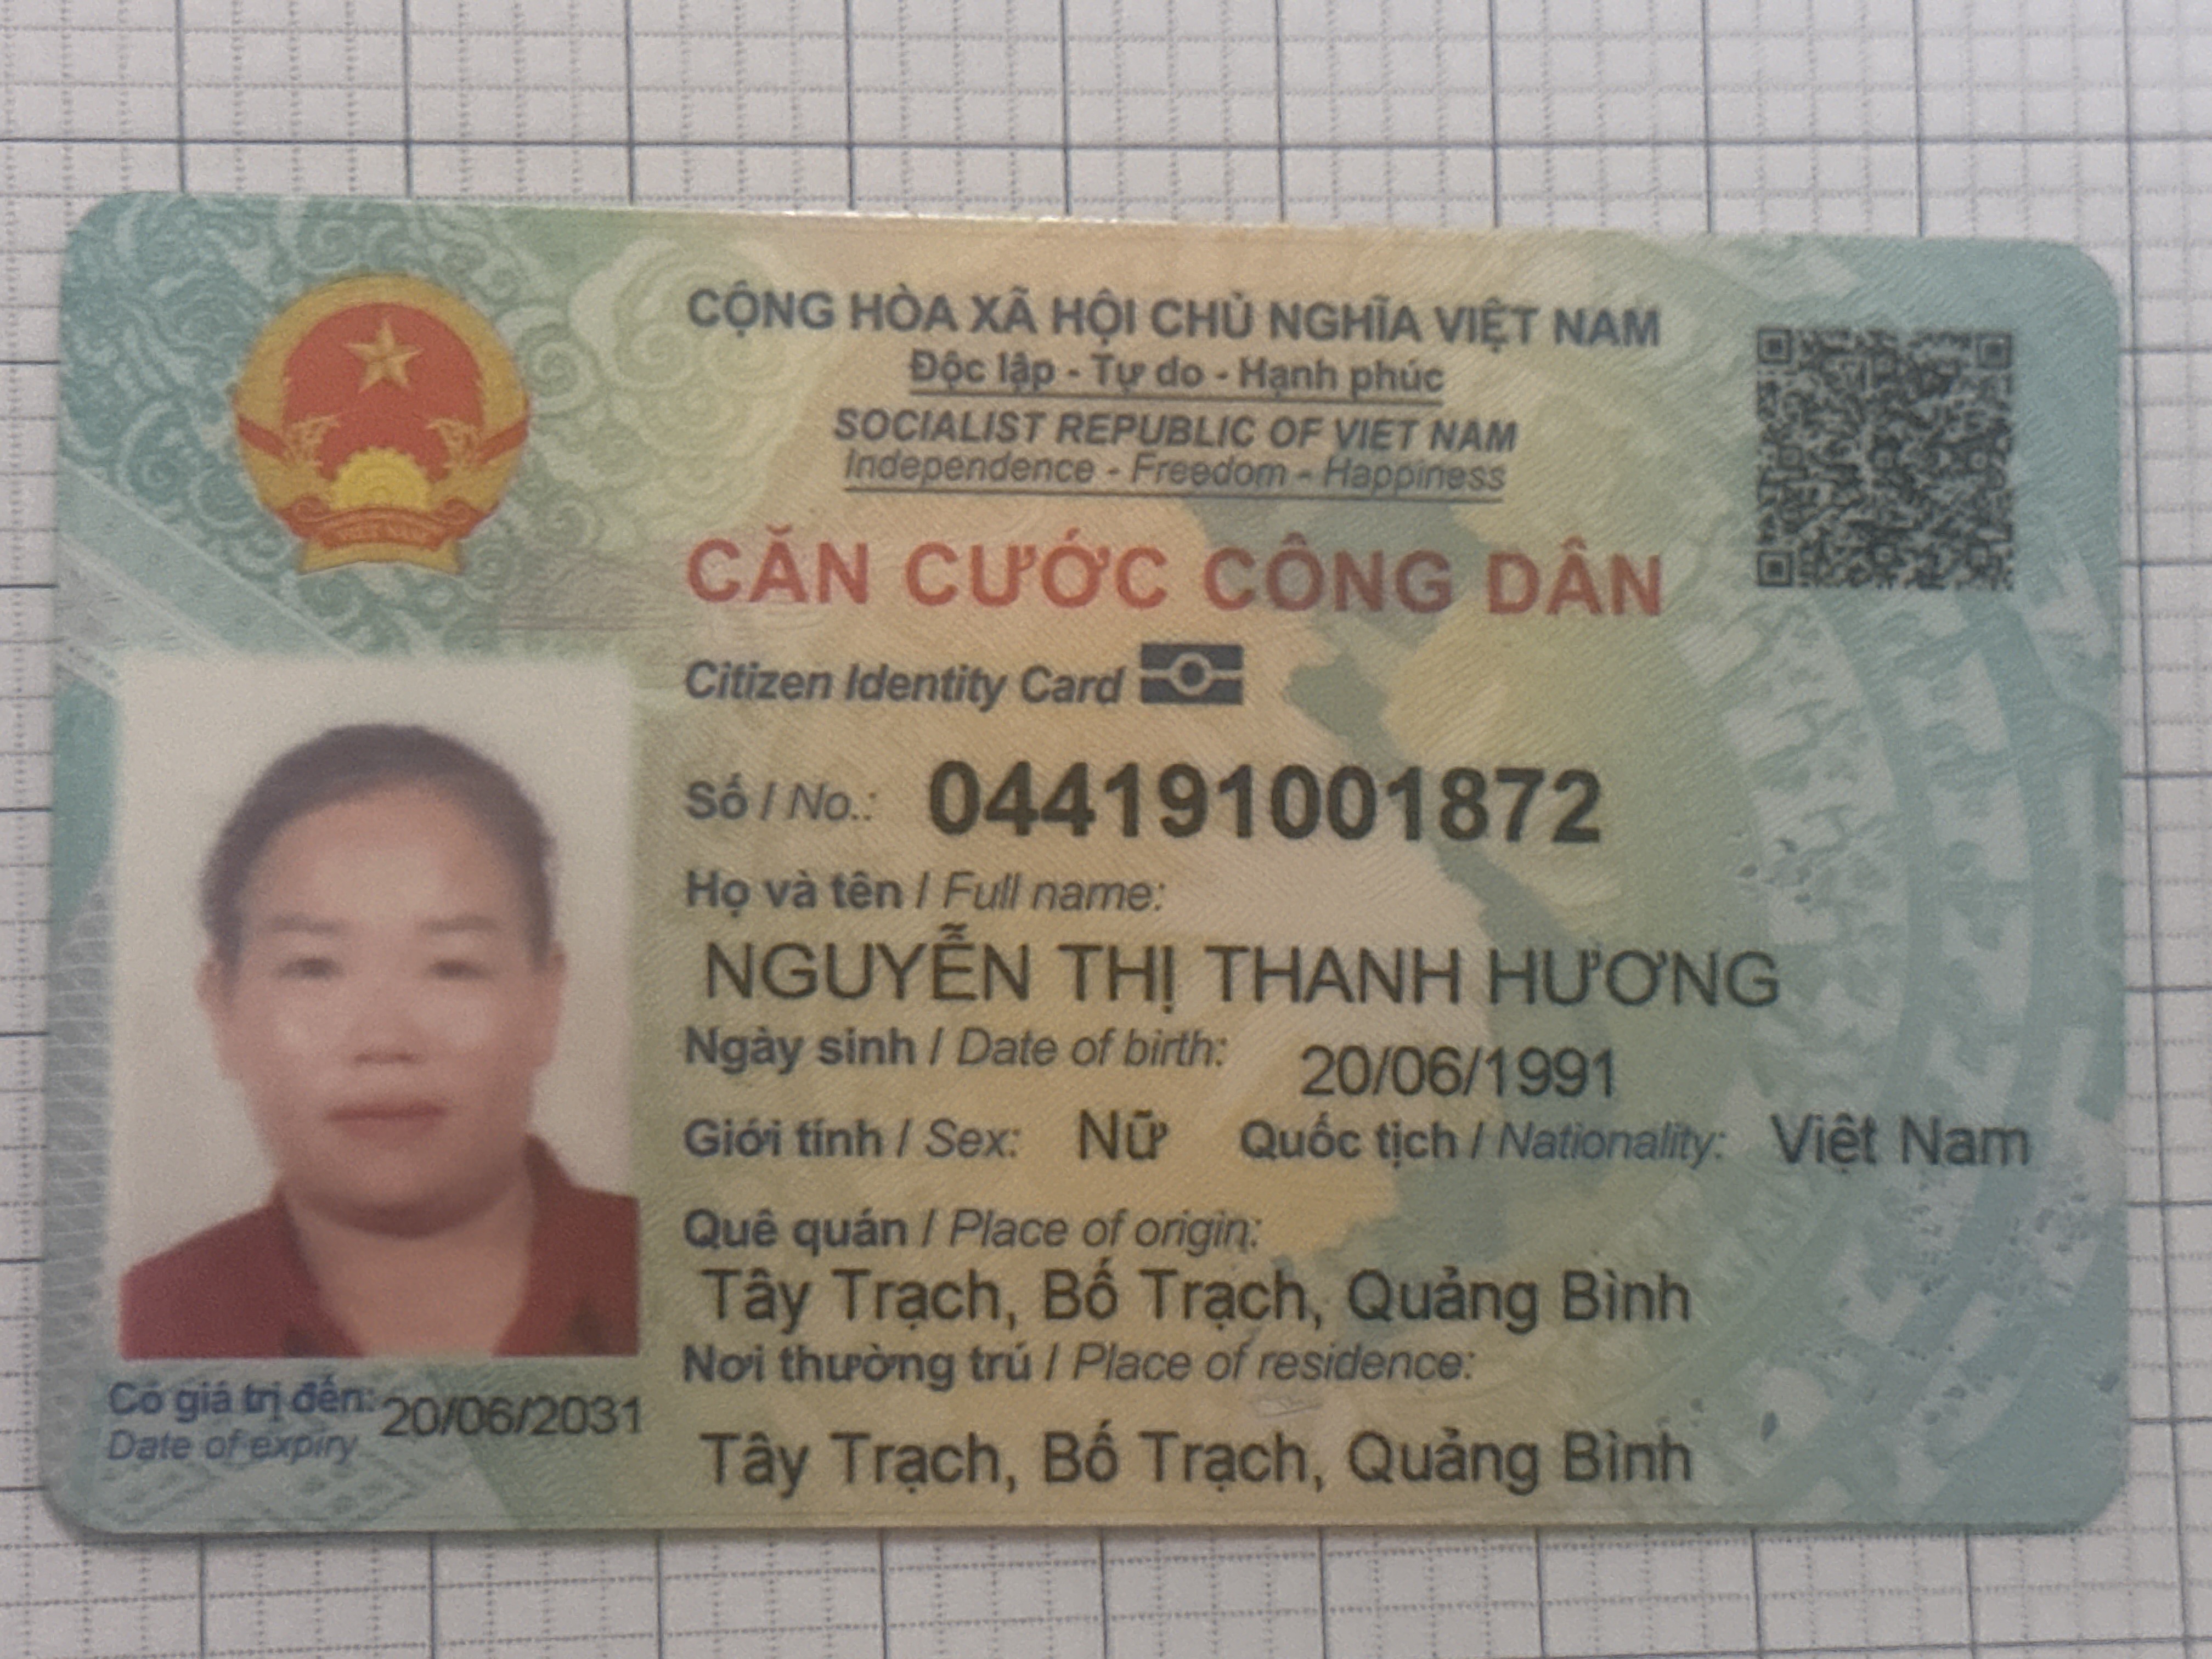 CỘNG HÒA XÃ HỘI CHỦ NGHĨA VIỆT NAM
Độc lập - Tự do - Hạnh phúc
SOCIALIST REPUBLIC OF VIET NAM
Independence - Freedom - Happiness
CĂN CƯỚC CÔNG DÂN
Citizen Identity Card
Số / No.: 044191001872
Họ và tên / Full name:
NGUYỄN THỊ THANH HƯƠNG
Ngày sinh / Date of birth: 20/06/1991
Giới tính / Sex: Nữ Quốc tịch / Nationality: Việt Nam
Quê quán / Place of origin:
Tây Trạch, Bố Trạch, Quảng Bình
Nơi thường trú / Place of residence:
Tây Trạch, Bố Trạch, Quảng Bình
Có giá trị đến: 20/06/2031
Date of expiry